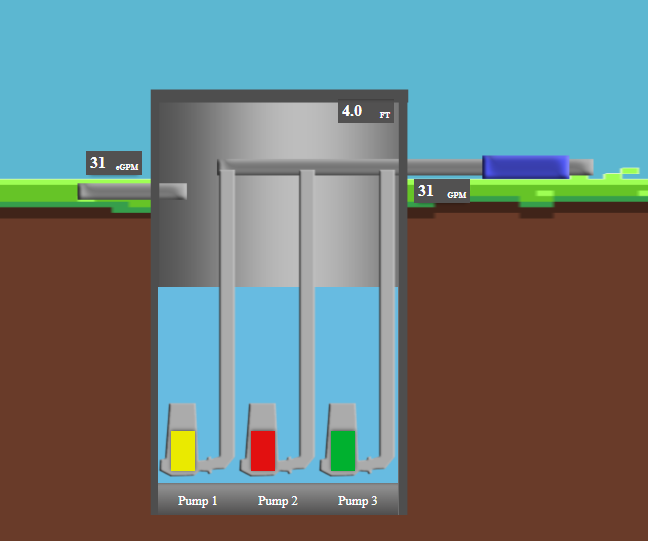 4.0 FT
31 eGPM
31 GPM
Pump 1 Pump 2 Pump 3